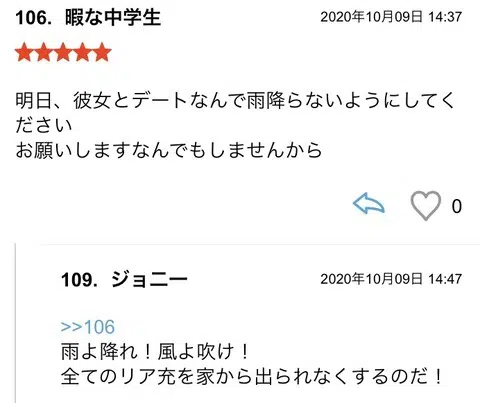 106. 暇な中学生
2020年10月09日 14:37
明日、彼女とデートなんで雨降らないようにしてく
ださい
お願いしますなんでもしませんから
0
109. ジョニー
2020年10月09日 14:47
>>106
雨よ降れ！風よ吹け！
全てのリア充を家から出られなくするのだ！